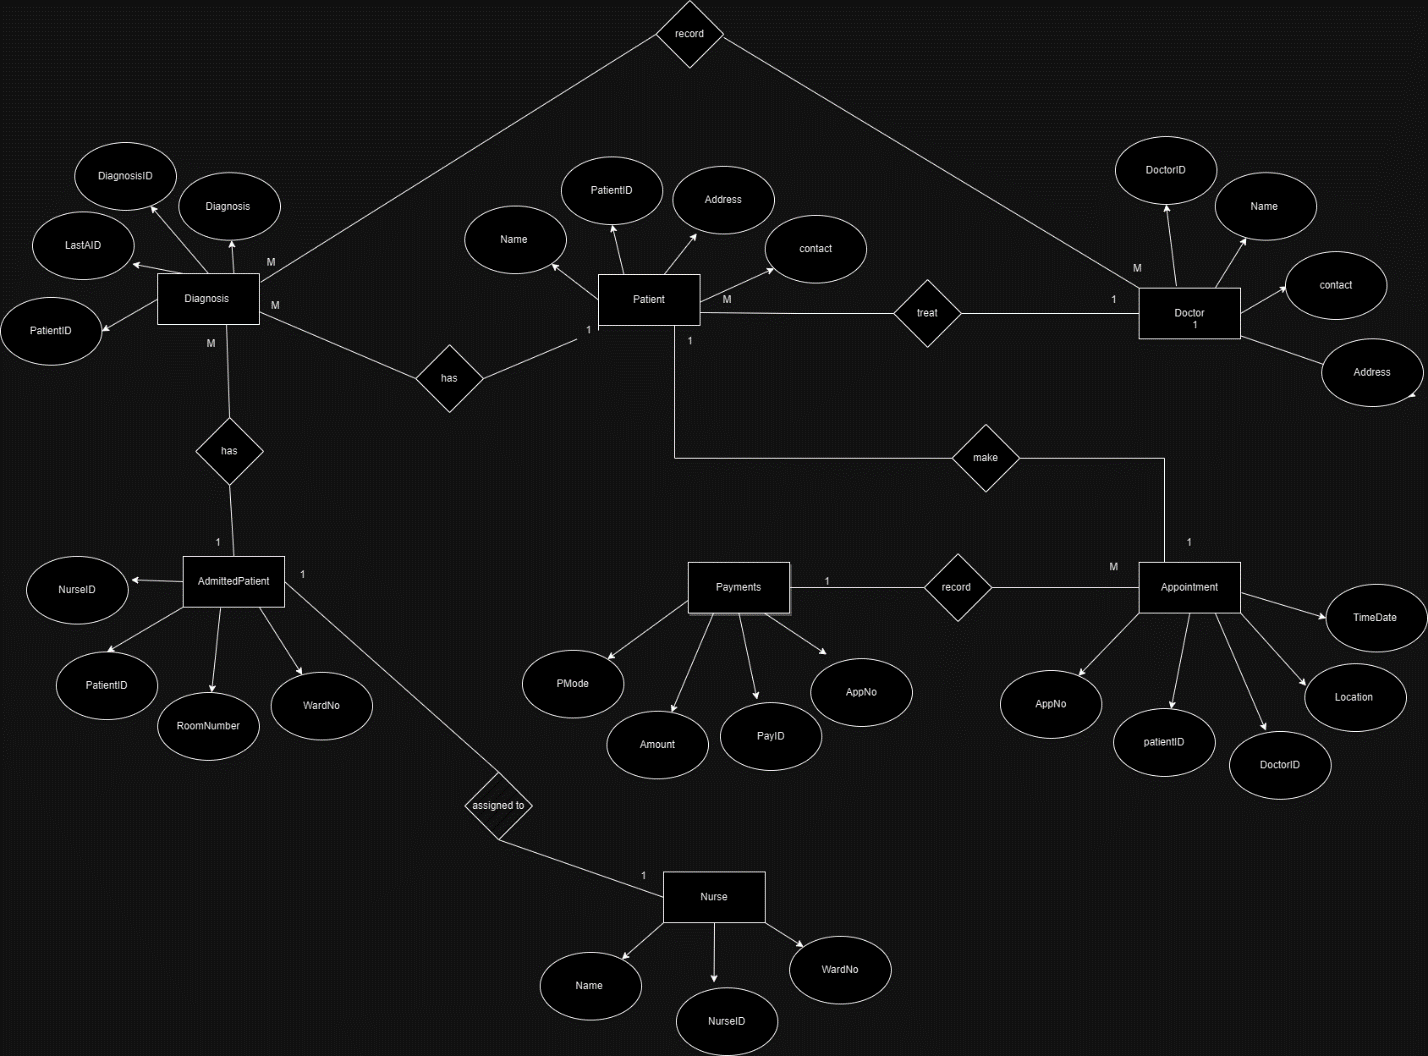 record
DiagnosisID
Diagnosis
LastAID
PatientID
Diagnosis
M
M
M
Name
PatientID
Address
contact
Patient
M
1
1
treat
DoctorID
Name
contact
Address
M
1
Doctor
1
has
has
make
1
AdmittedPatient
1
NurseID
PatientID
RoomNumber
WardNo
Payments
1
record
M
1
Appointment
PMode
Amount
PayID
AppNo
TimeDate
Location
AppNo
patientID
DoctorID
assigned to
1
Nurse
Name
NurseID
WardNo